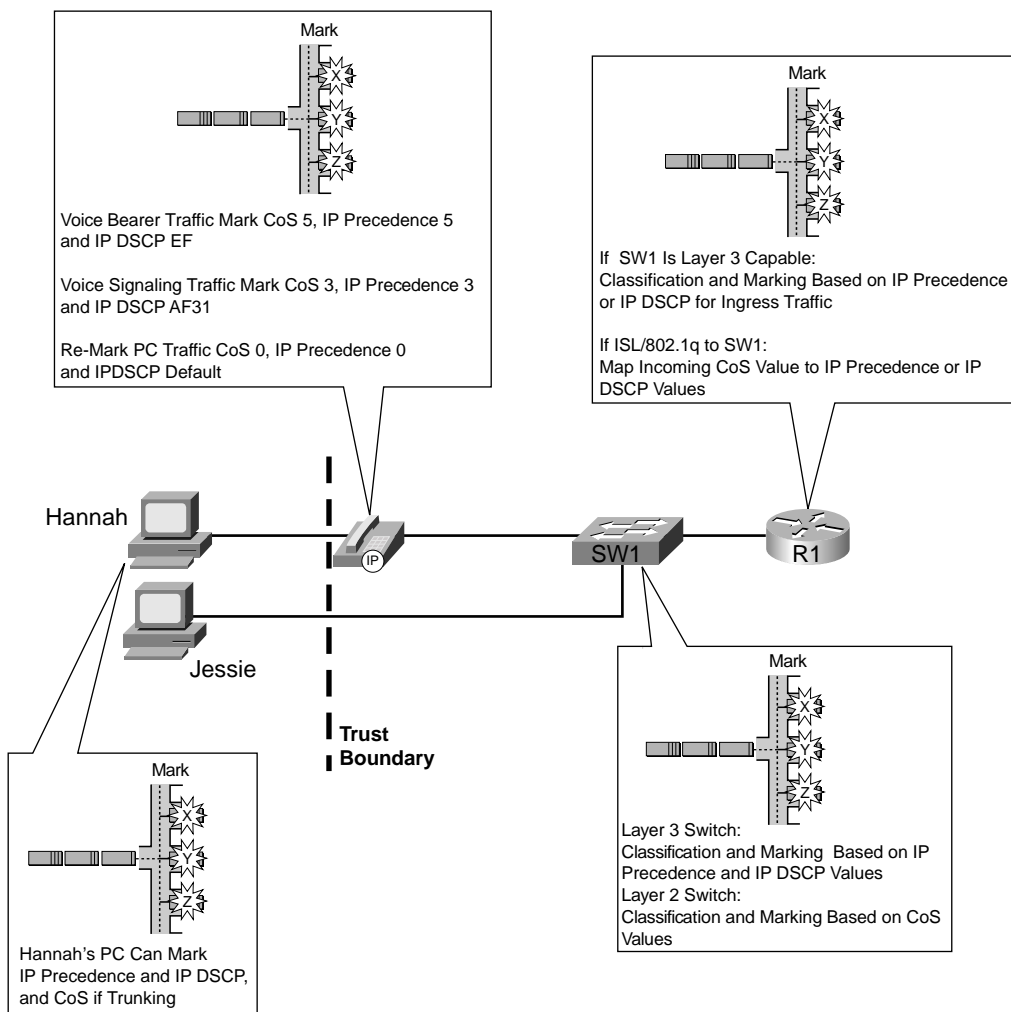 Mark
X
Y
Z
Voice Bearer Traffic Mark CoS 5, IP Precedence 5
and IP DSCP EF
Voice Signaling Traffic Mark CoS 3, IP Precedence 3
and IP DSCP AF31
Re-Mark PC Traffic CoS 0, IP Precedence 0
and IPDSCP Default
Mark
X
Y
Z
If SW1 Is Layer 3 Capable:
Classification and Marking Based on IP Precedence
or IP DSCP for Ingress Traffic
If ISL/802.1q to SW1:
Map Incoming CoS Value to IP Precedence or IP
DSCP Values
Hannah
IP
SW1
R1
Jessie
Trust
Boundary
Mark
X
Y
Z
Layer 3 Switch:
Classification and Marking Based on IP
Precedence and IP DSCP Values
Layer 2 Switch:
Classification and Marking Based on CoS
Values
Mark
X
Y
Z
Hannah's PC Can Mark
IP Precedence and IP DSCP,
and CoS if Trunking